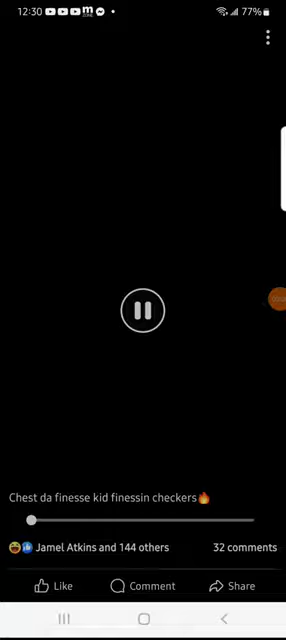 12:30
77%
Chest da finesse kid finessin checkers🔥
Jamel Atkins and 144 others
32 comments
Like
Comment
Share